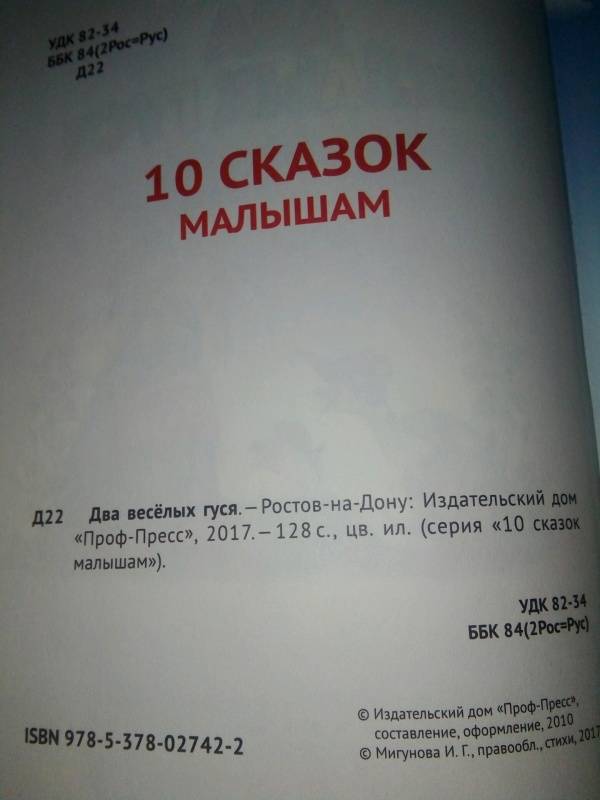 УДК 82-34
ББК 84(2Рос=Рус)
Д22
10 СКАЗОК
МАЛЫШАМ
Д22 Два весёлых гуся.—Ростов-на-Дону: Издательский дом
«Проф-Пресс», 2017.—128 с., цв. ил. (серия «10 сказок
малышам»).
УДК 82-34
ББК 84(2Рос=Рус)
© Издательский дом «Проф-Пресс»,
составление, оформление, 2010
ISBN 978-5-378-02742-2
© Мигунова И. Г., правообл., стихи, 2017